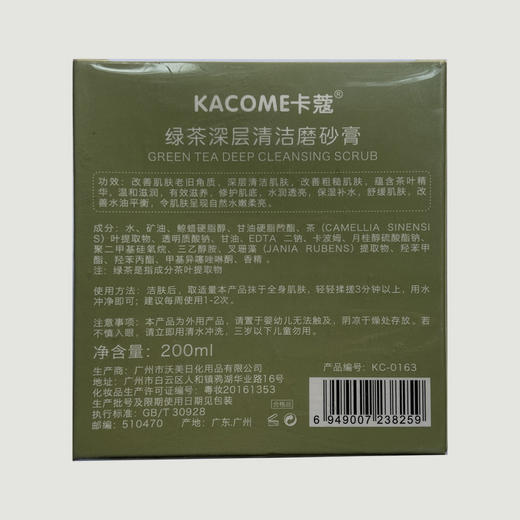 KACOME卡蔻®
绿茶深层清洁磨砂膏
GREEN TEA DEEP CLEANSING SCRUB
功效：改善肌肤老旧角质，深层清洁肌肤，改善粗糙肌肤，蕴含茶叶精
华。温和滋润，有效滋养，修护肌底，水润透亮，保湿补水，舒缓肌肤，改
善水油平衡，令肌肤呈现自然水嫩柔亮。
成分：水、矿油、鲸蜡硬脂醇、甘油硬脂酸酯、茶（CAMELLIA SINENSI
S）叶提取物、透明质酸钠、甘油、EDTA 二钠、卡波姆、月桂醇硫酸酯钠、
聚二甲基硅氧烷、三乙醇胺、叉珊藻（JANIA RUBENS）提取物、羟苯甲
酯、羟苯丙酯、甲基异噻唑啉酮、香精 。
注：绿茶是指成分茶叶提取物
使用方法：洁肤后，取适量本产品抹于全身肌肤，轻轻揉搓3分钟以上，用水
冲净即可；建议每周使用1-2次。
注意事项：本产品为外用产品，请置于婴幼儿无法触及，阴凉干燥处存放。若
不慎入眼，请立即用清水冲洗，三岁以下儿童勿用。
净含量：200ml
生产商：广州市沃美日化用品有限公司
地址：广州市白云区人和镇鸦湖华业路16号
化妆品生产许可证编号：粤妆20161353
生产批号及限期使用日期见包装
执行标准：GB/T 30928
邮编：510470 产地：广东.广州
产品编号：KC-0163
合格品
6 949007 238259